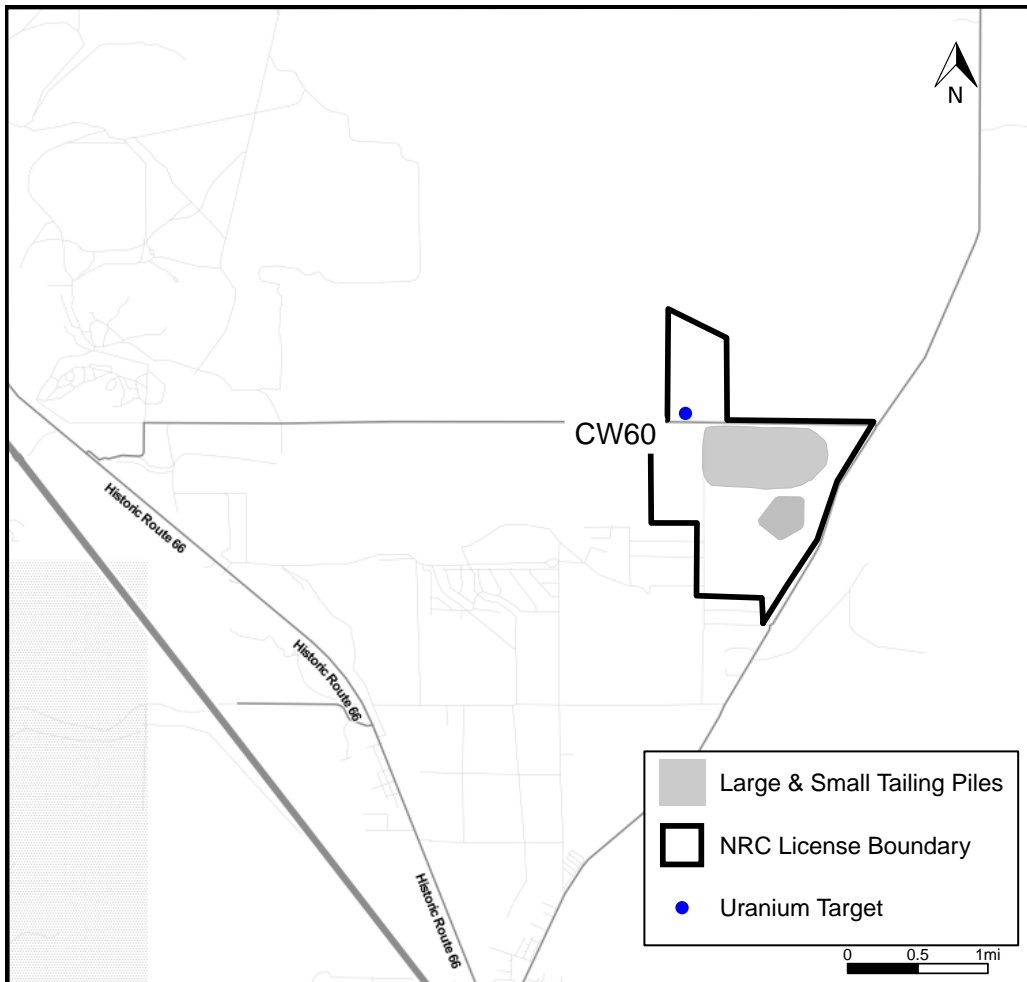 N
CW60
Historic Route 66
Historic Route 66
Historic Route 66
Large & Small Tailing Piles
NRC License Boundary
Uranium Target
0 0.5 1mi